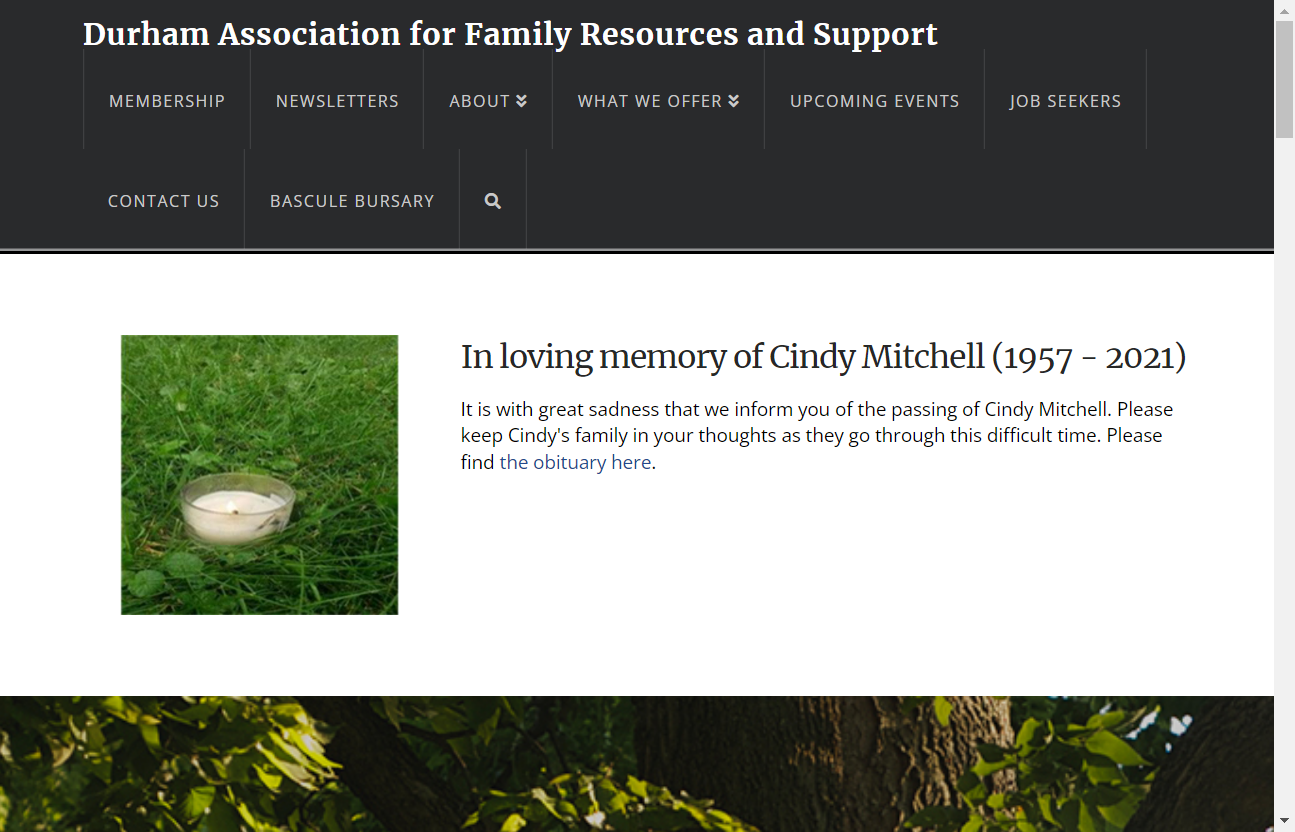 Durham Association for Family Resources and Support
MEMBERSHIP
NEWSLETTERS
ABOUT
WHAT WE OFFER
UPCOMING EVENTS
JOB SEEKERS
CONTACT US
BASCULE BURSARY
In loving memory of Cindy Mitchell (1957 - 2021)
It is with great sadness that we inform you of the passing of Cindy Mitchell. Please
keep Cindy's family in your thoughts as they go through this difficult time. Please
find the obituary here.